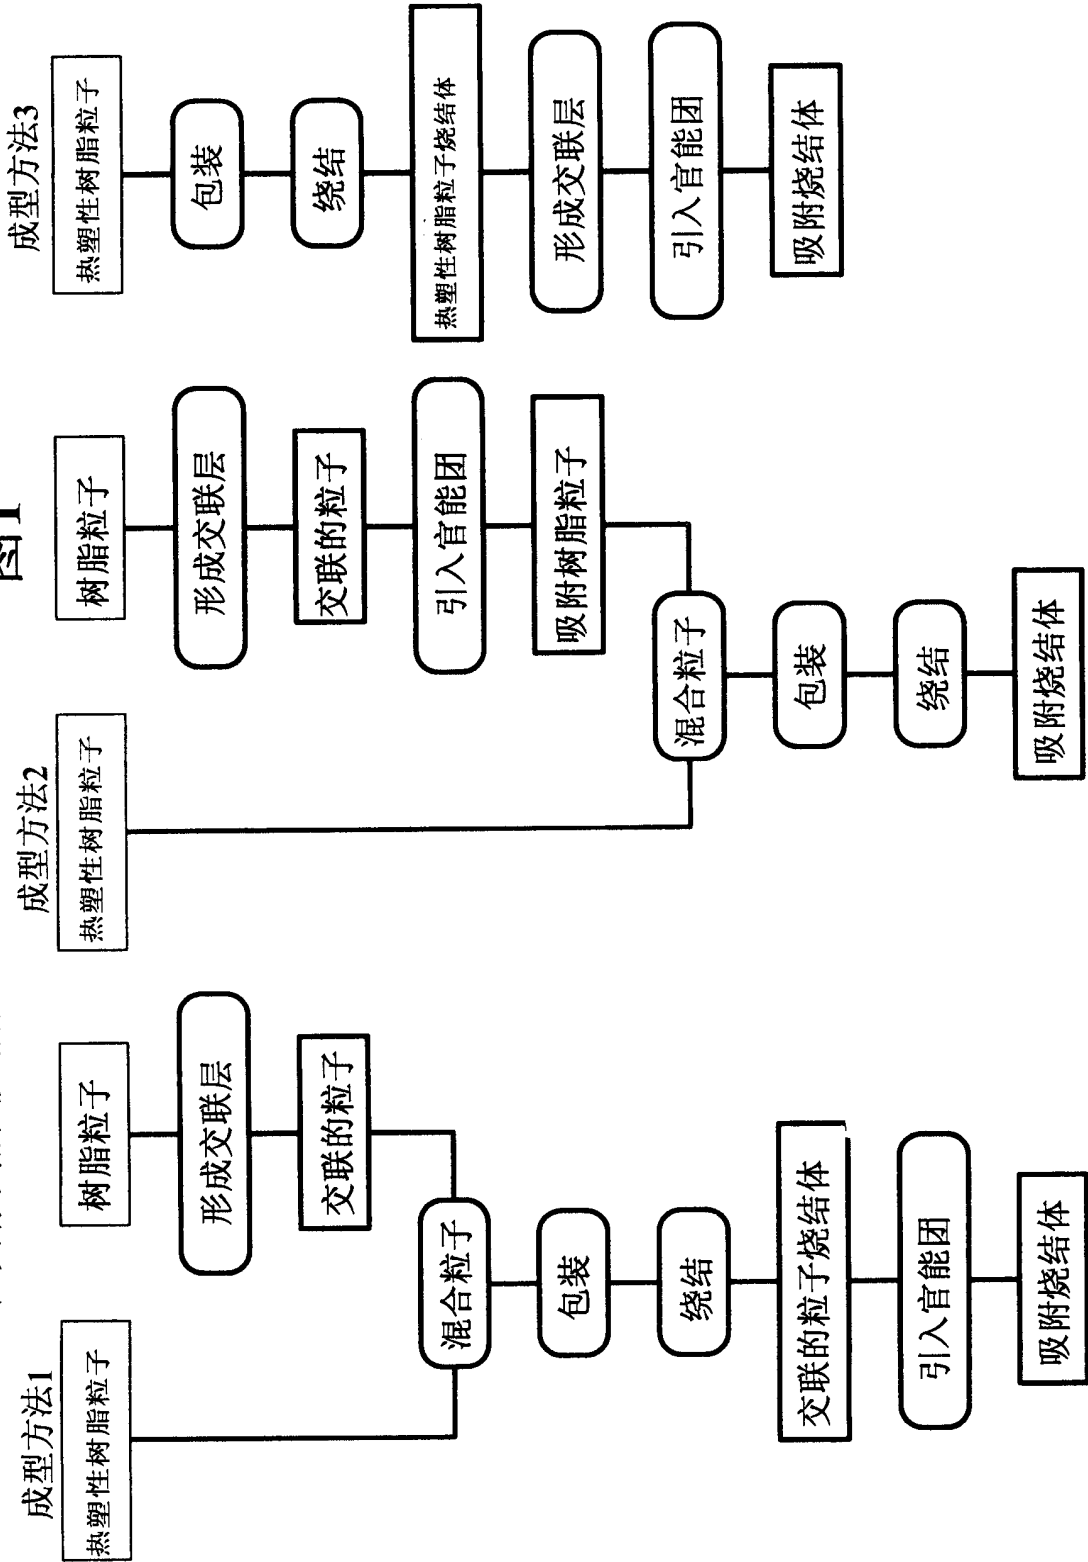 图1
成型方法1
热塑性树脂粒子
树脂粒子
形成交联层
交联的粒子
混合粒子
包装
绕结
交联的粒子烧结体
引入官能团
吸附烧结体
成型方法2
热塑性树脂粒子
树脂粒子
形成交联层
交联的粒子
引入官能团
吸附树脂粒子
混合粒子
包装
绕结
吸附烧结体
成型方法3
热塑性树脂粒子
包装
绕结
热塑性树脂粒子烧结体
形成交联层
引入官能团
吸附烧结体